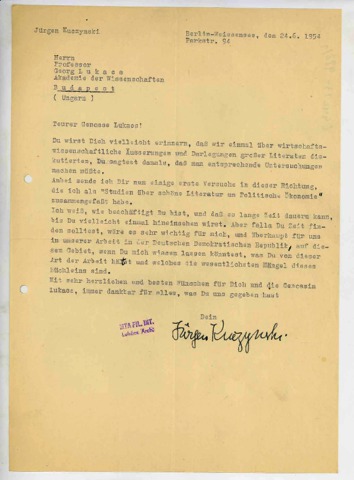 Jürgen Kuczynski
Berlin-Weissensee, den 24.6. 1954
Parkstr. 94
Herrn
Professor
Georg L u k a c s
Akademie der Wissenschaften
B u d a p e s t
( Ungarn )
Teurer Genosse Lukacs!
Du wirst Dich vielleicht erinnern, daß wir einmal über wirtschafts-
wissenschaftliche Äusserungen und Darlegungen großer Literaten dis-
kutierten. Du sagtest damals, daß man entsprechende Untersuchungen
machen müßte.
Anbei sende ich Dir nun einige erste Versuche in dieser Richtung,
die ich als "Studien über schöne Literatur un Politische Ökonomie"
zusammengefaßt habe.
Ich weiß, wie beschäftigt Du bist, und daß es lange Zeit dauern kann,
bis Du vielleicht einmal hineinsehen wirst. Aber falls Du Zeit fin-
den solltest, wäre es sehr wichtig für mich, und überhaupt für uns
in unserer Arbeit in der Deutschen Demokratischen Republik, auf die-
sem Gebiet, wenn Du mich wissen lassen könntest, was Du von dieser
Art der Arbeit hältst und welches die wesentlichsten Mängel dieses
Büchleins sind.
Mit sehr herzlichen und besten Wünschen für Dich und die Genossin
Lukacs, immer dankbar für alles, was Du uns gegeben hast
Dein
Jürgen Kuczynski.
MTA FIL. INT.
Lukács Arch.